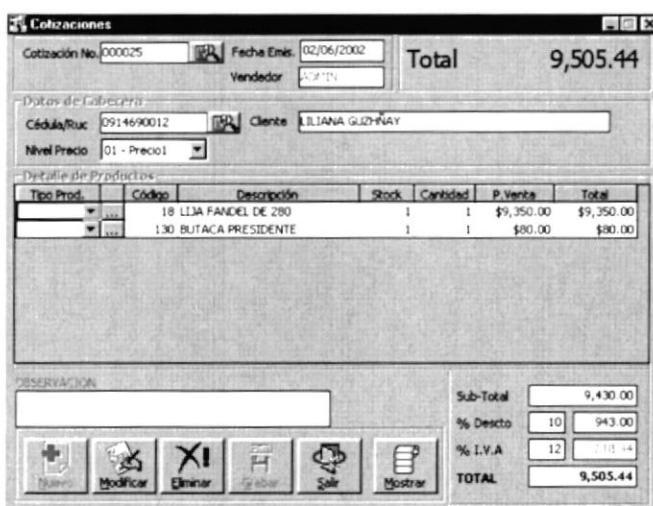 Cotizaciones
Cotización No. 000025 Fecha Emis. 02/06/2002 Total 9,505.44
Vendedor ADMIN
Datos de Cabecera
Cédula/Ruc 0914690012 Cliente LILIANA GUZHÑAY
Nivel Precio 01 - Precio1
Detalle de Productos
Tipo Prod. Código Descripción Stock Cantidad P.Venta Total
... 18 LIJA FANDEL DE 280 1 1 $9,350.00 $9,350.00
... 130 BUTACA PRESIDENTE 1 1 $80.00 $80.00
OBSERVACION
Sub-Total 9,430.00
% Descto 10 943.00
% I.V.A 12
TOTAL 9,505.44
Nuevo Modificar Eliminar Grabar Salir Mostrar